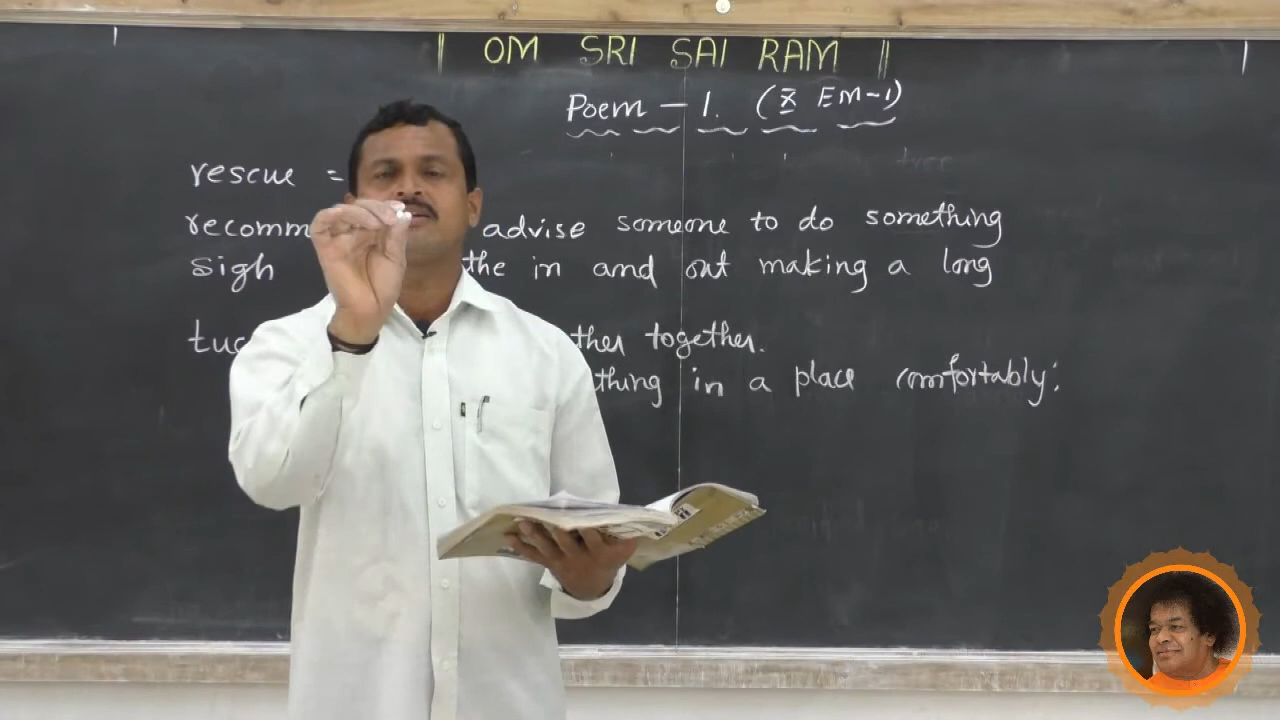 || OM SRI SAI RAM ||
Poem - 1. (X EM-1)
rescue =
recomm advise someone to do something
sigh the in and out making a long
tuc ther together.
thing in a place comfortably;